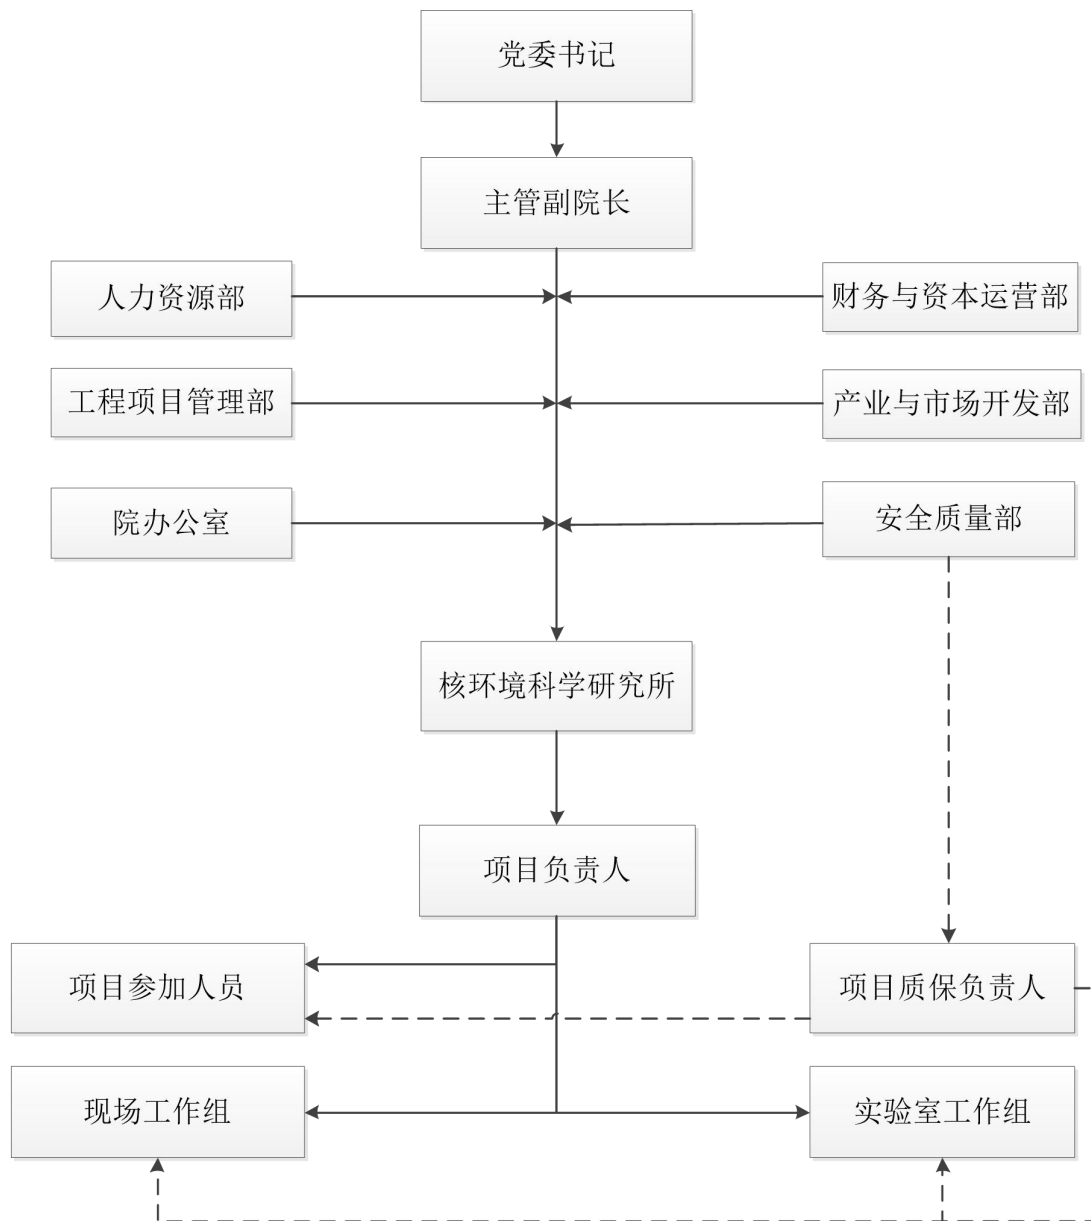 党委书记
主管副院长
人力资源部
财务与资本运营部
工程项目管理部
产业与市场开发部
院办公室
安全质量部
核环境科学研究所
项目负责人
项目参加人员
项目质保负责人
现场工作组
实验室工作组